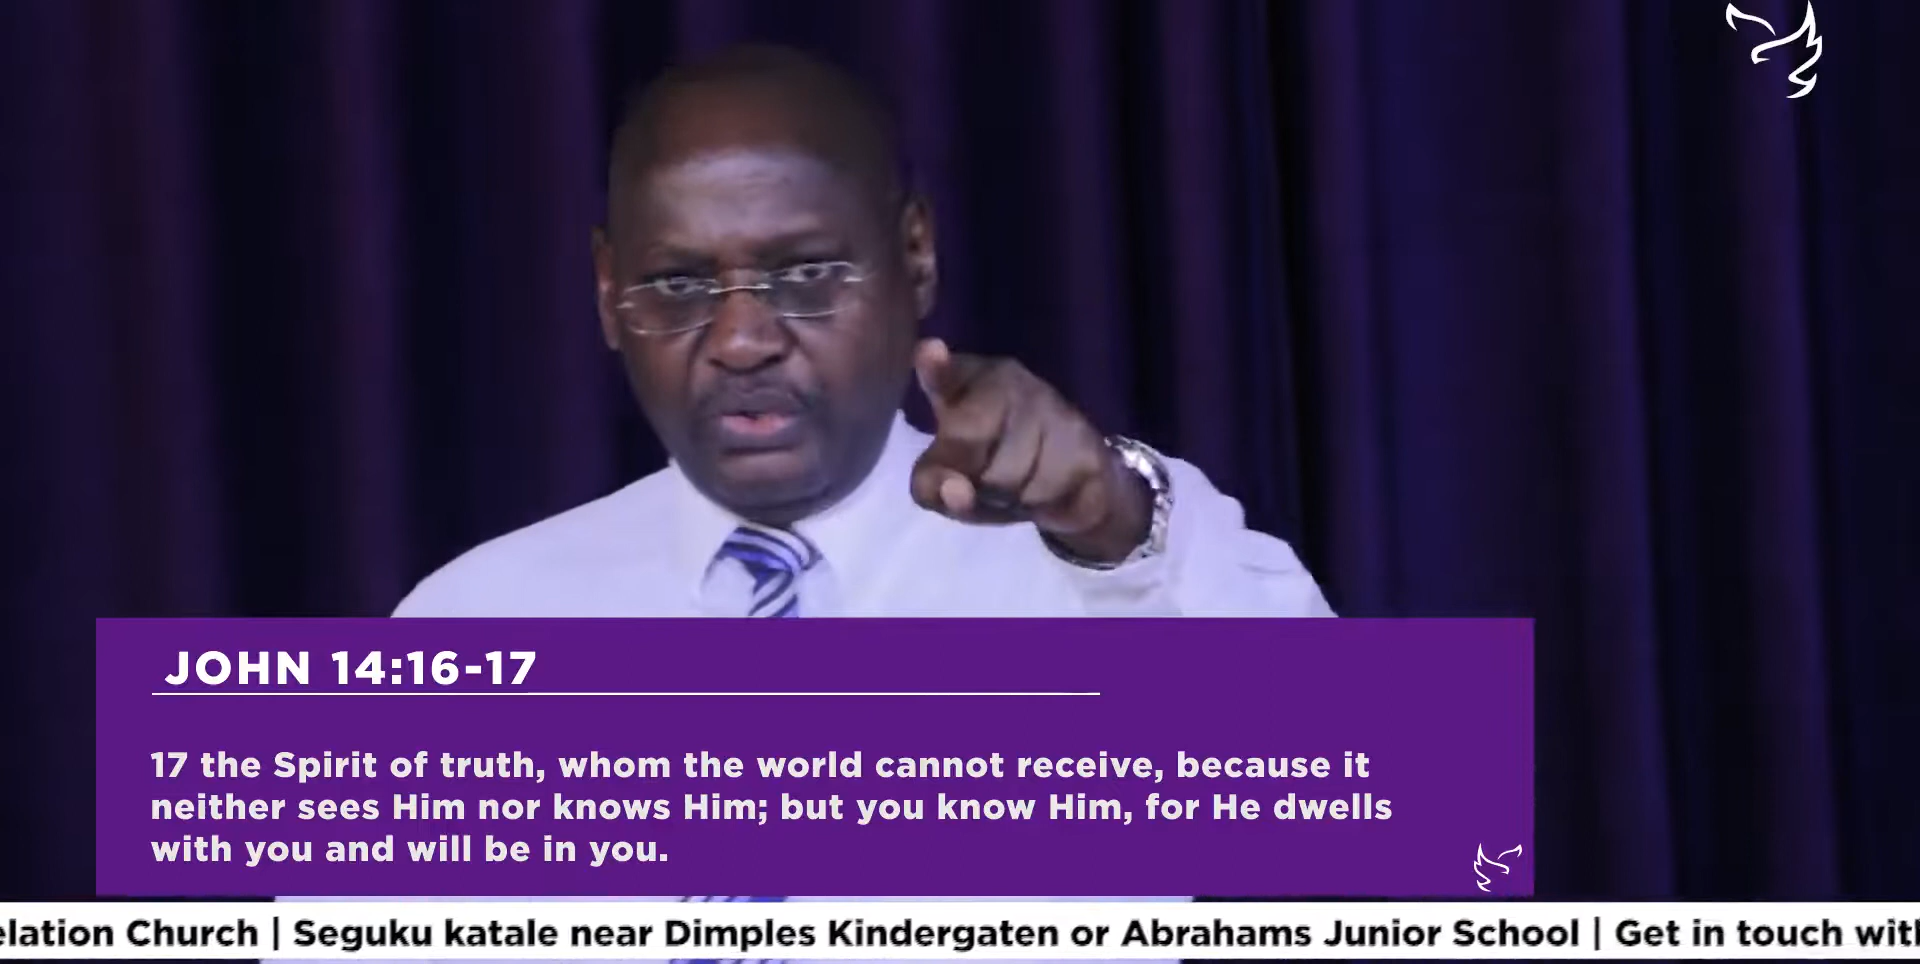 JOHN 14:16-17
17 the Spirit of truth, whom the world cannot receive, because it
neither sees Him nor knows Him; but you know Him, for He dwells
with you and will be in you.
elation Church | Seguku katale near Dimples Kindergaten or Abrahams Junior School | Get in touch with